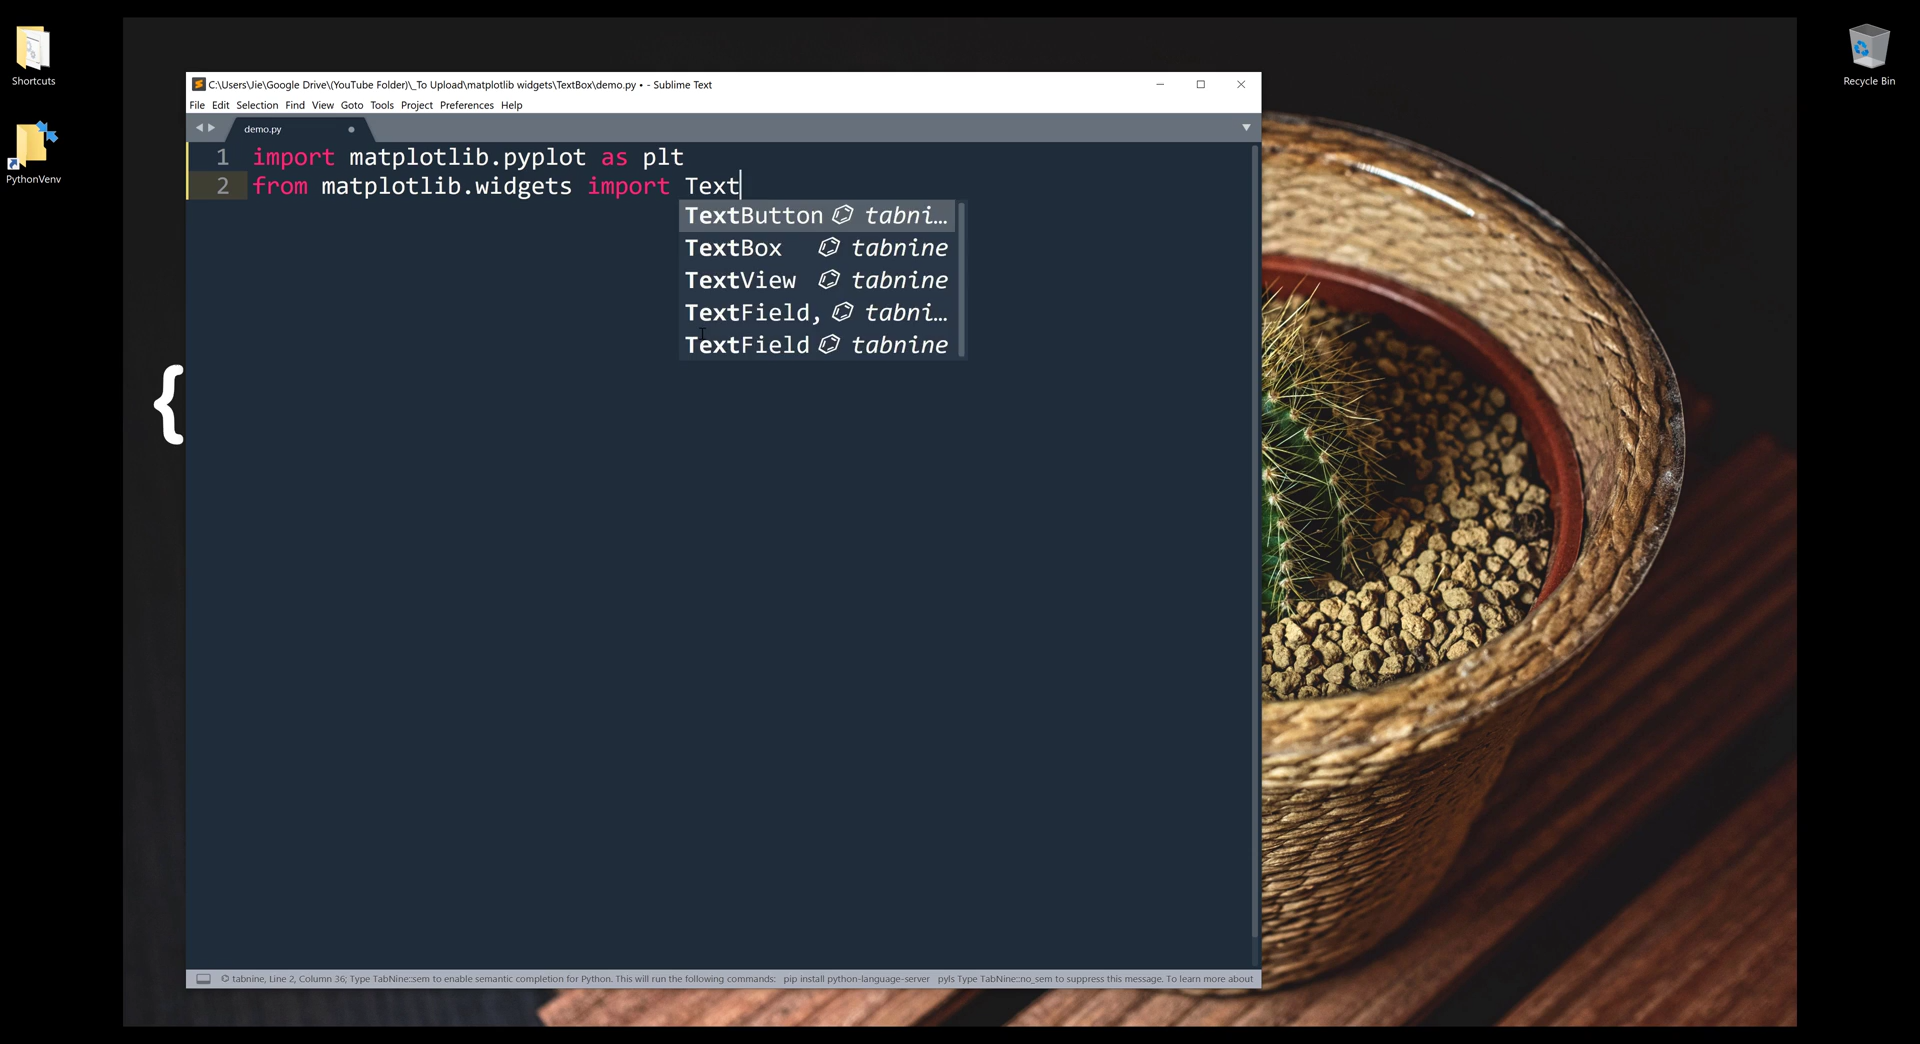 Shortcuts
PythonVenv
Recycle Bin
C:\Users\Jie\Google Drive\(YouTube Folder)\_To Upload\matplotlib widgets\TextBox\demo.py • - Sublime Text
File Edit Selection Find View Goto Tools Project Preferences Help
demo.py
1 import matplotlib.pyplot as plt
2 from matplotlib.widgets import Text
TextButton tabni…
TextBox tabnine
TextView tabnine
TextField, tabni…
TextField tabnine
{
tabnine, Line 2, Column 36; Type TabNine::sem to enable semantic completion for Python. This will run the following commands: pip install python-language-server pyls Type TabNine::no_sem to suppress this message. To learn more about